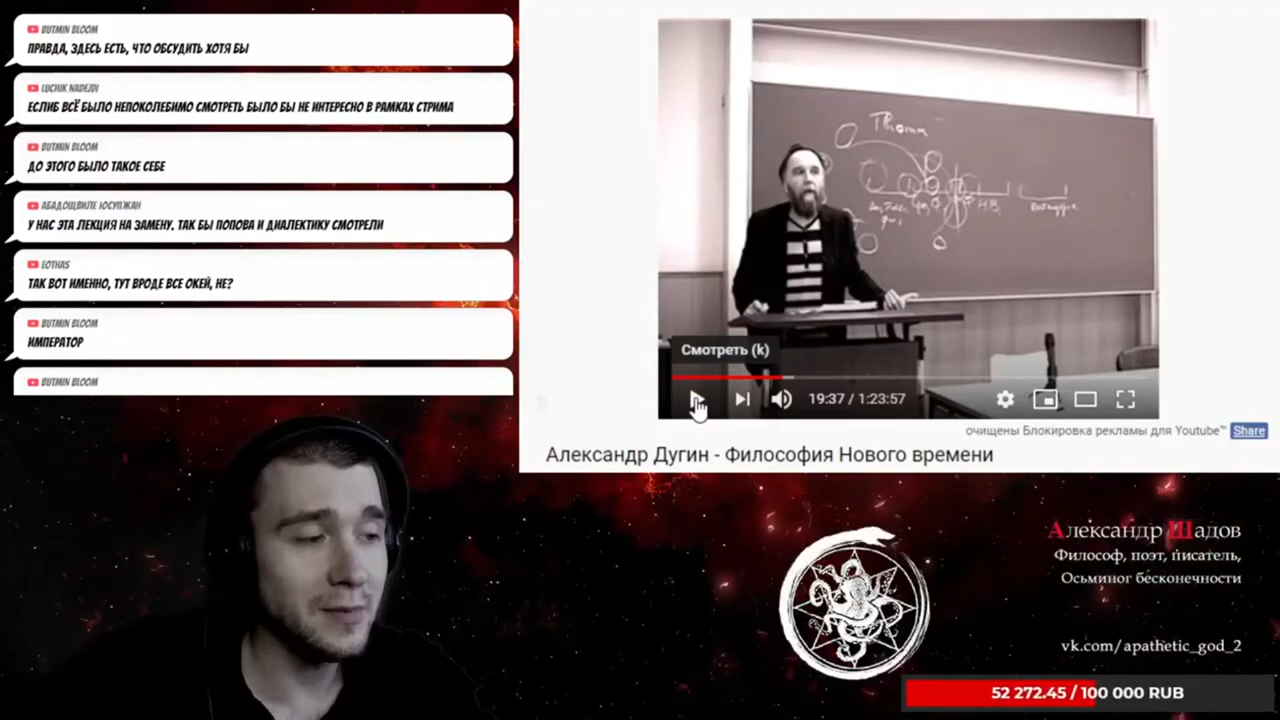 BUTMIN BLOOM
ПРАВДА, ЗДЕСЬ ЕСТЬ, ЧТО ОБСУДИТЬ ХОТЯ БЫ
LUCHIK NADEJDI
ЕСЛИБ ВСЁ БЫЛО НЕПОКОЛЕБИМО СМОТРЕТЬ БЫЛО БЫ НЕ ИНТЕРЕСНО В РАМКАХ СТРИМА
BUTMIN BLOOM
ДО ЭТОГО БЫЛО ТАКОЕ СЕБЕ
АБАДОЩВИЛЕ ЮСУПЖАН
У НАС ЭТА ЛЕКЦИЯ НА ЗАМЕНУ. ТАК БЫ ПОПОВА И ДИАЛЕКТИКУ СМОТРЕЛИ
EOTHAS
ТАК ВОТ ИМЕННО, ТУТ ВРОДЕ ВСЕ ОКЕЙ, НЕ?
BUTMIN BLOOM
ИМПЕРАТОР
BUTMIN BLOOM
Смотреть (k)
19:37 / 1:23:57
очищены Блокировка рекламы для Youtube™ Share
Александр Дугин - Философия Нового времени
Александр Шадов
Философ, поэт, писатель,
Осьминог бесконечности
vk.com/apathetic_god_2
52 272.45 / 100 000 RUB